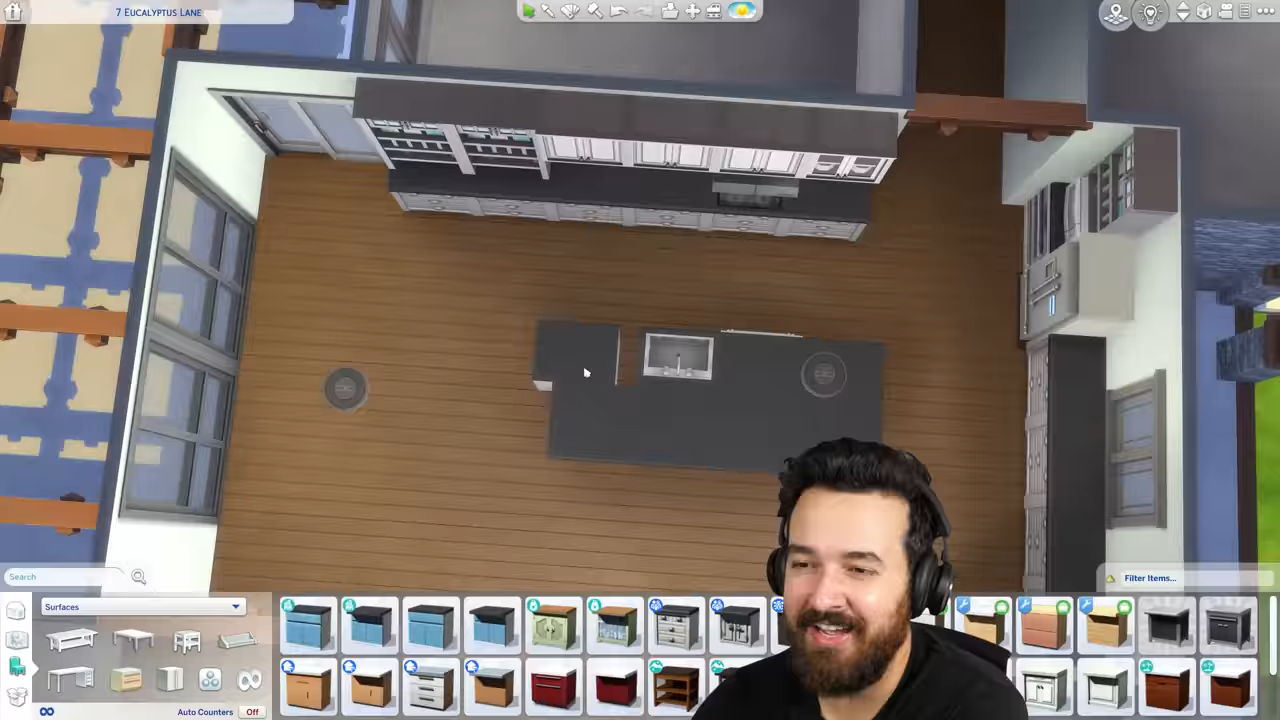 7 EUCALYPTUS LANE
Search
Filter Items...
Surfaces
Auto Counters
Off